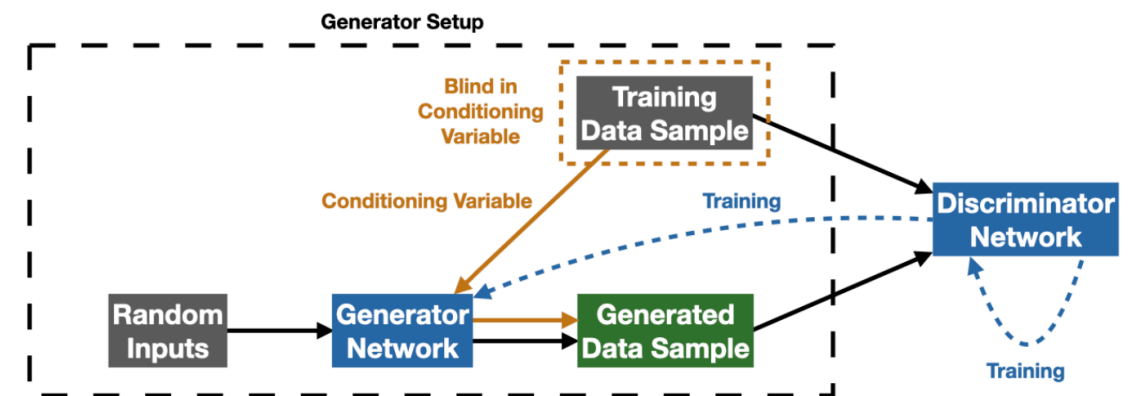 Generator Setup
Blind in
Conditioning
Variable
Training
Data Sample
Conditioning Variable
Training
Discriminator
Network
Random
Inputs
Generator
Network
Generated
Data Sample
Training